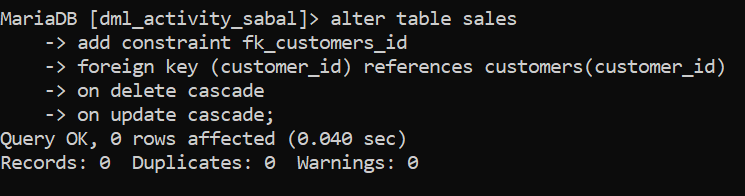 MariaDB [dml_activity_sabal]> alter table sales
    -> add constraint fk_customers_id
    -> foreign key (customer_id) references customers(customer_id)
    -> on delete cascade
    -> on update cascade;
Query OK, 0 rows affected (0.040 sec)
Records: 0  Duplicates: 0  Warnings: 0